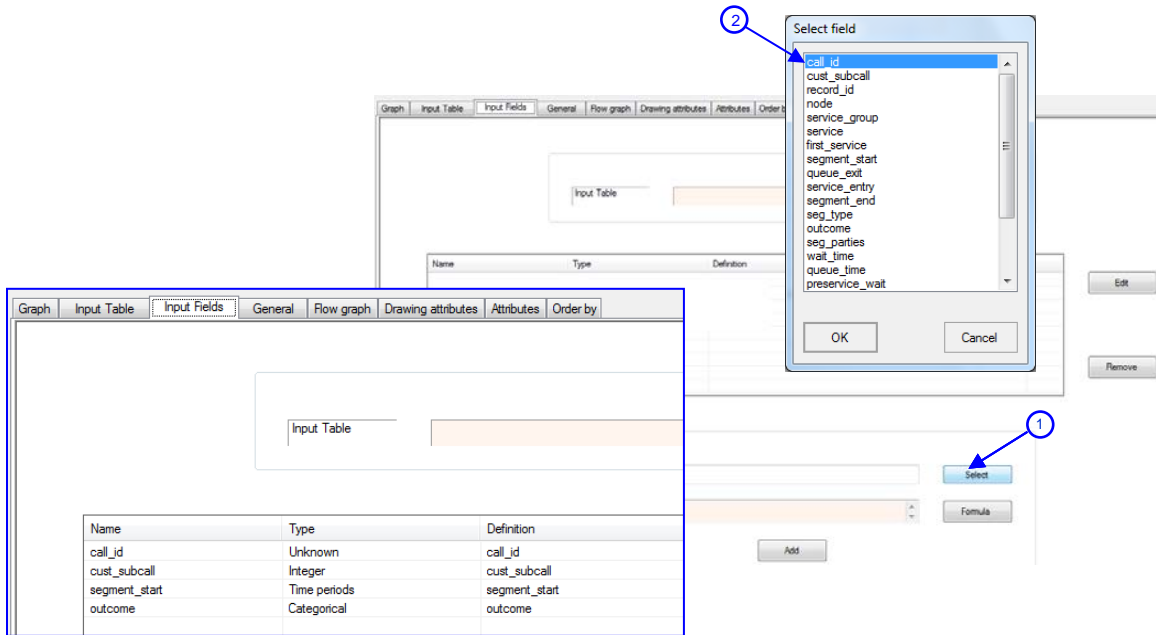 2
Select field
call_id
cust_subcall
record_id
node
service_group
service
first_service
segment_start
queue_exit
service_entry
segment_end
seg_type
outcome
seg_parties
wait_time
queue_time
preservice_wait
OK Cancel
Graph Input Table Input Fields General Flow graph Drawing attributes Attributes Order b
Input Table
Name Type Definition
Edit
Remove
1
Select
Formula
Add
Graph Input Table Input Fields General Flow graph Drawing attributes Attributes Order by
Input Table
Name Type Definition
call_id Unknown call_id
cust_subcall Integer cust_subcall
segment_start Time periods segment_start
outcome Categorical outcome